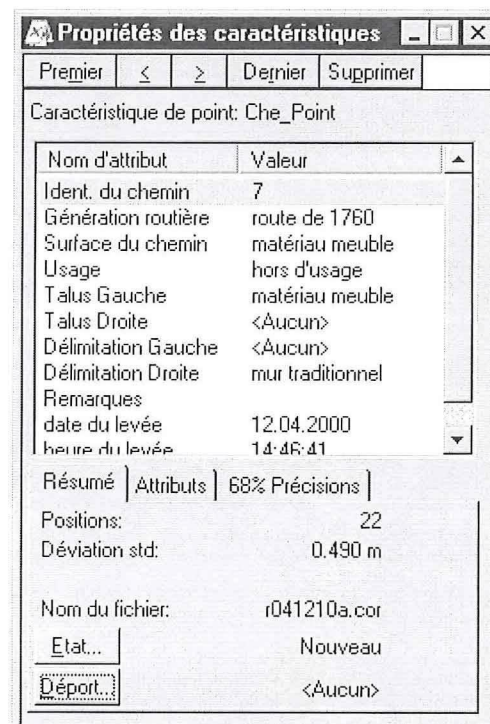 Propriétés des caractéristiques
Premier < > Dernier Supprimer
Caractéristique de point: Che_Point
Nom d'attribut Valeur
Ident. du chemin 7
Génération routière route de 1760
Surface du chemin matériau meuble
Usage hors d'usage
Talus Gauche matériau meuble
Talus Droite <Aucun>
Délimitation Gauche <Aucun>
Délimitation Droite mur traditionnel
Remarques
date du levée 12.04.2000
heure du levée 14:46:41
Résumé Attributs 68% Précisions
Positions: 22
Déviation std: 0.490 m
Nom du fichier: r041210a.cor
Etat... Nouveau
Déport... <Aucun>